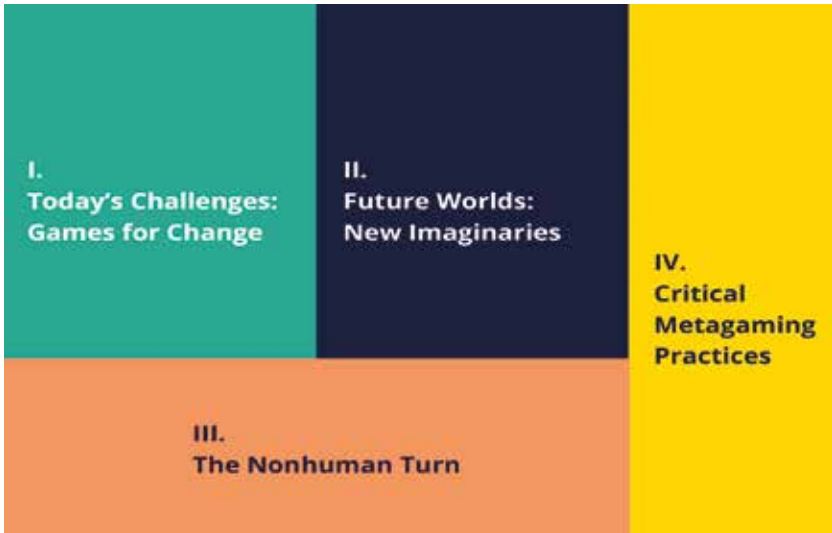 I.
Today's Challenges:
Games for Change
II.
Future Worlds:
New Imaginaries
III.
The Nonhuman Turn
IV.
Critical
Metagaming
Practices